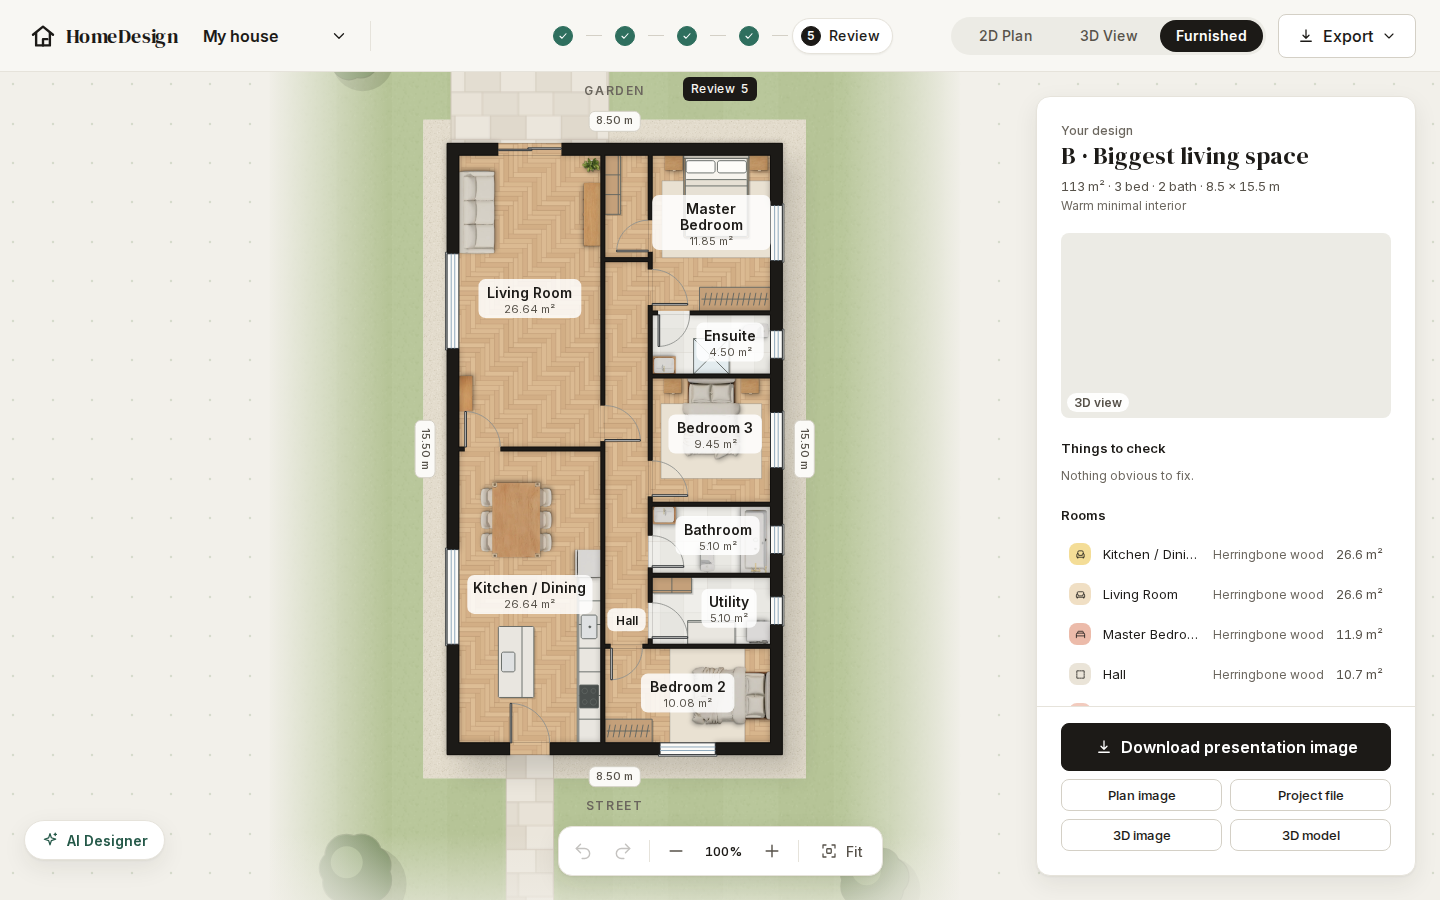 HomeDesign
My house
5 Review
2D Plan
3D View
Furnished
Export
GARDEN
Review 5
8.50 m
Master
Bedroom
11.85 m²
Living Room
26.64 m²
Ensuite
4.50 m²
Bedroom 3
9.45 m²
15.50 m
15.50 m
Bathroom
5.10 m²
Kitchen / Dining
26.64 m²
Utility
5.10 m²
Hall
Bedroom 2
10.08 m²
8.50 m
STREET
AI Designer
100%
Fit
Your design
B · Biggest living space
113 m² · 3 bed · 2 bath · 8.5 × 15.5 m
Warm minimal interior
3D view
Things to check
Nothing obvious to fix.
Rooms
Kitchen / Dini... Herringbone wood 26.6 m²
Living Room Herringbone wood 26.6 m²
Master Bedro... Herringbone wood 11.9 m²
Hall Herringbone wood 10.7 m²
Download presentation image
Plan image
Project file
3D image
3D model